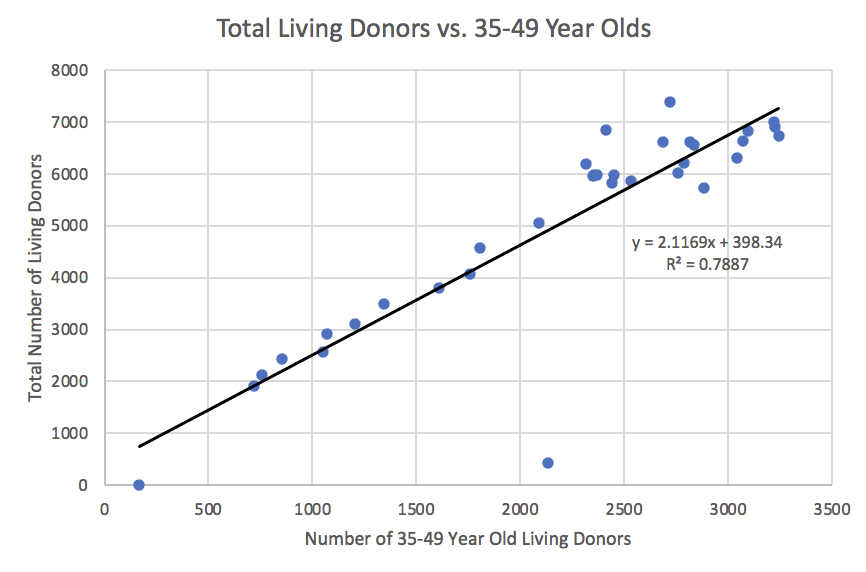 Total Living Donors vs. 35-49 Year Olds
8000
7000
6000
5000
4000
3000
2000
1000
0
Total Number of Living Donors
y = 2.1169x + 398.34
R² = 0.7887
0 500 1000 1500 2000 2500 3000 3500
Number of 35-49 Year Old Living Donors